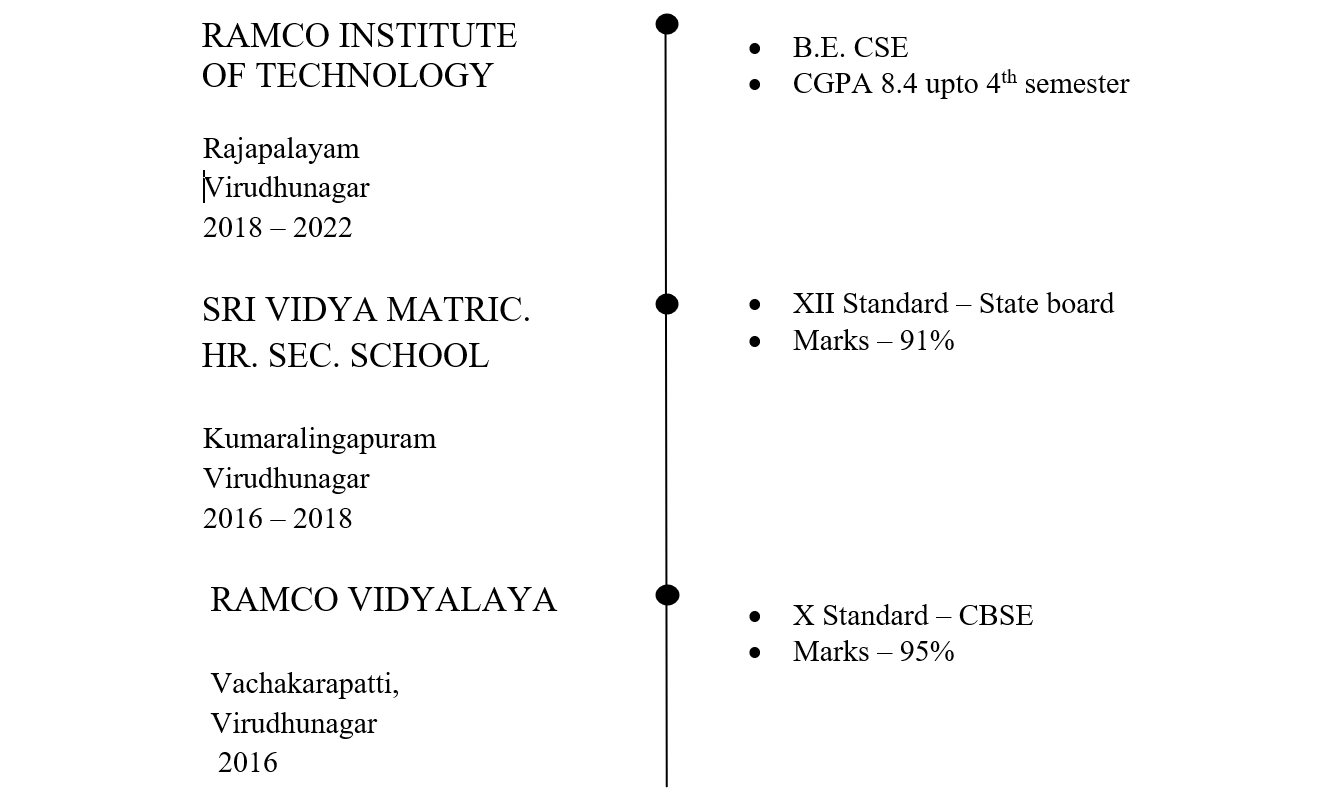 RAMCO INSTITUTE
OF TECHNOLOGY
Rajapalayam
Virudhunagar
2018 – 2022
• B.E. CSE
• CGPA 8.4 upto 4th semester
SRI VIDYA MATRIC.
HR. SEC. SCHOOL
Kumaralingapuram
Virudhunagar
2016 – 2018
• XII Standard – State board
• Marks – 91%
RAMCO VIDYALAYA
Vachakarapatti,
Virudhunagar
2016
• X Standard – CBSE
• Marks – 95%